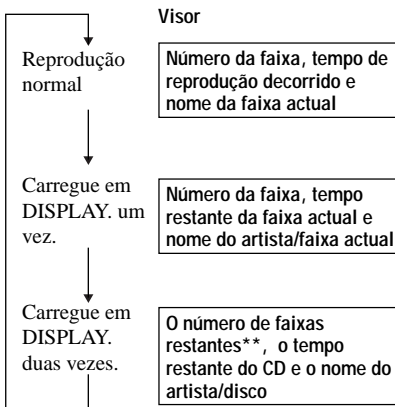 Visor
Reprodução
normal
Número da faixa, tempo de
reprodução decorrido e
nome da faixa actual
Carregue em
DISPLAY. um
vez.
Número da faixa, tempo
restante da faixa actual e
nome do artista/faixa actual
Carregue em
DISPLAY.
duas vezes.
O número de faixas
restantes**, o tempo
restante do CD e o nome do
artista/disco